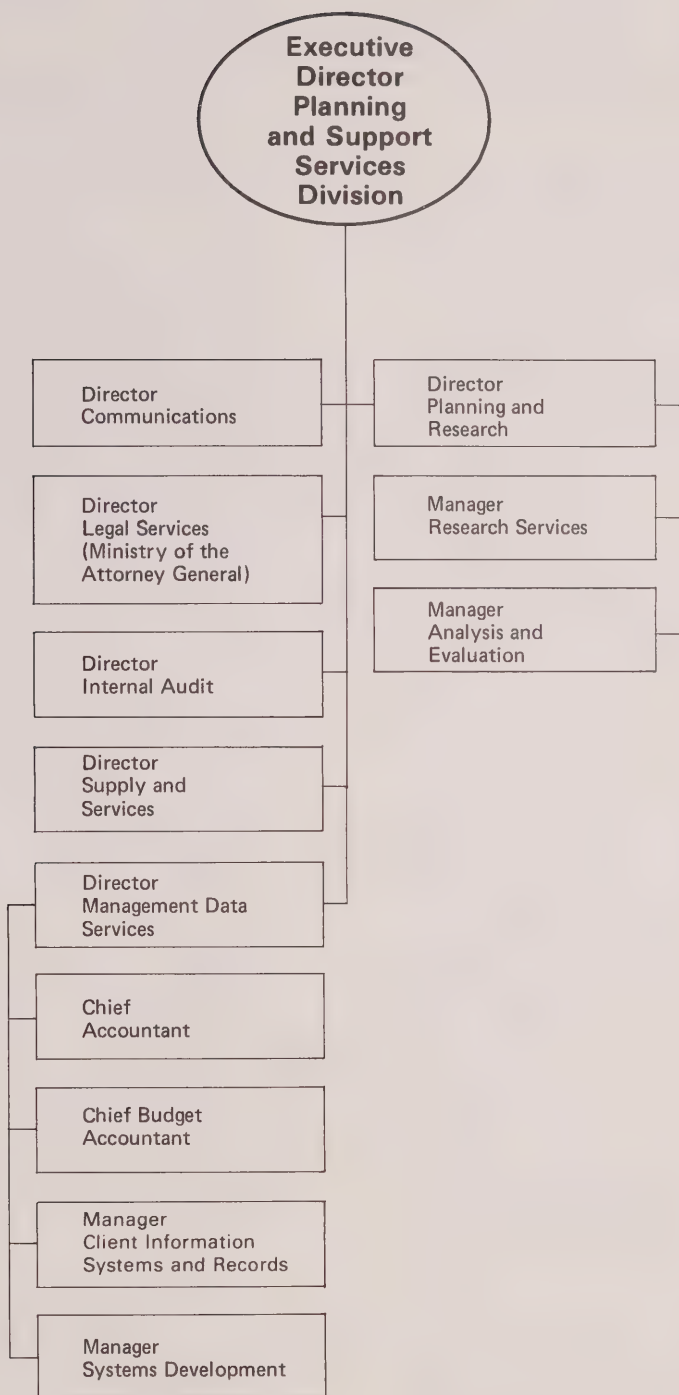 Executive
Director
Planning
and Support
Services
Division
Director
Communications
Director
Planning and
Research
Director
Legal Services
(Ministry of the
Attorney General)
Manager
Research Services
Director
Internal Audit
Manager
Analysis and
Evaluation
Director
Supply and
Services
Director
Management Data
Services
Chief
Accountant
Chief Budget
Accountant
Manager
Client Information
Systems and Records
Manager
Systems Development